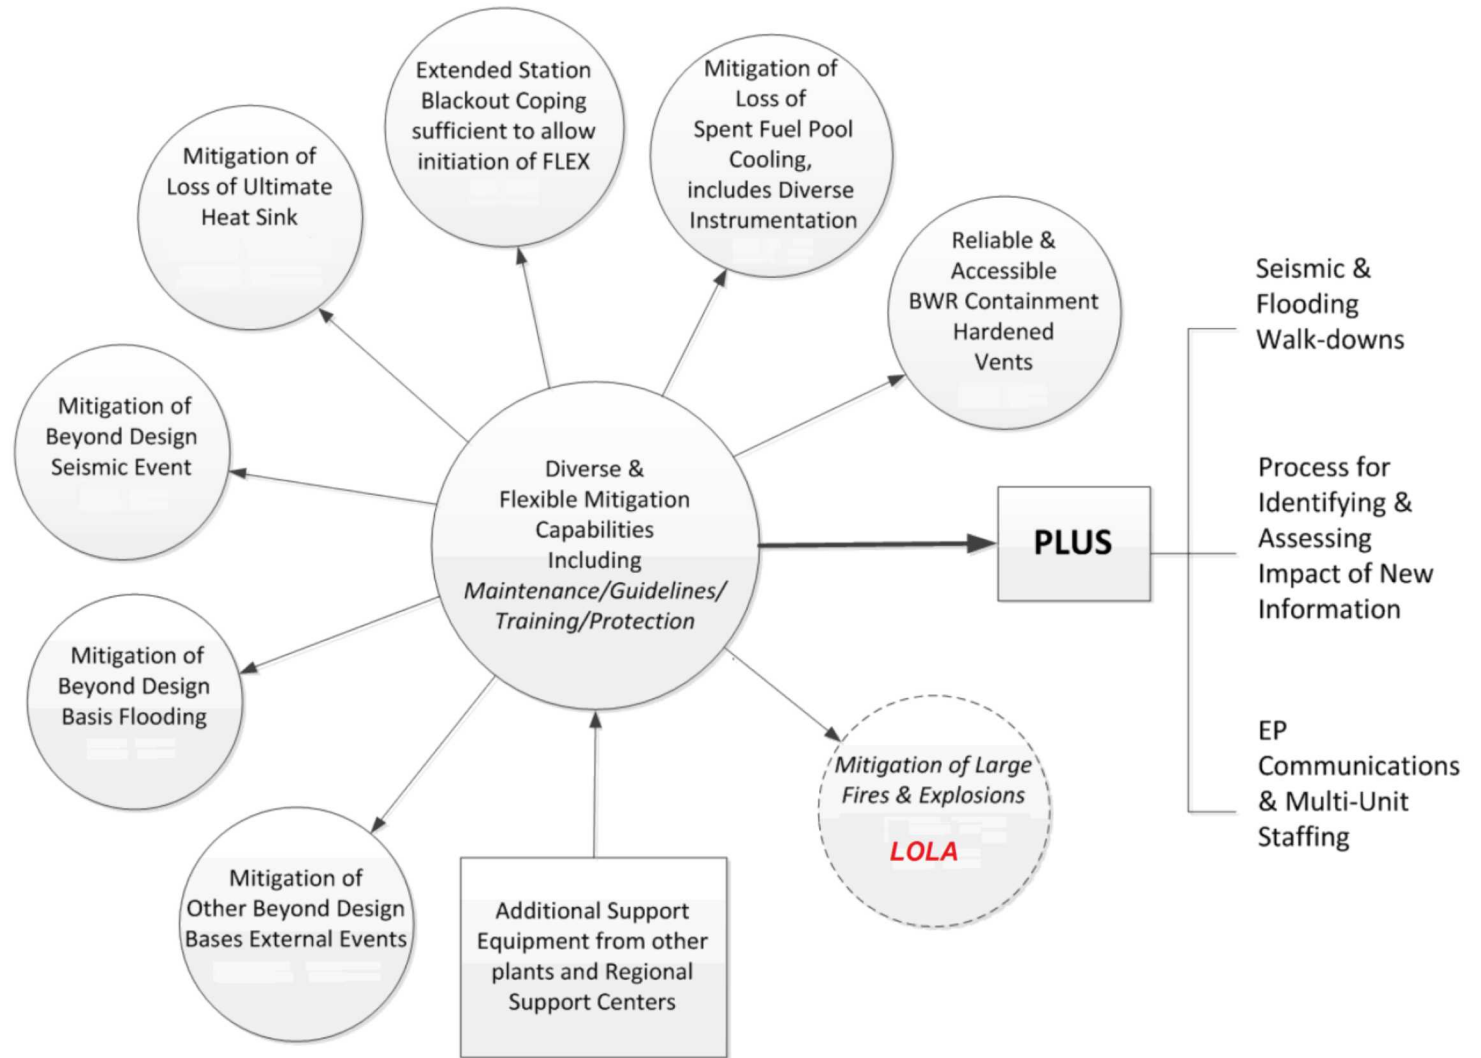 Extended Station
Blackout Coping
sufficient to allow
initiation of FLEX
Mitigation of
Loss of
Spent Fuel Pool
Cooling,
includes Diverse
Instrumentation
Mitigation of
Loss of Ultimate
Heat Sink
Reliable &
Accessible
BWR Containment
Hardened
Vents
Seismic &
Flooding
Walk-downs
Mitigation of
Beyond Design
Seismic Event
Diverse &
Flexible Mitigation
Capabilities
Including
Maintenance/Guidelines/
Training/Protection
PLUS
Process for
Identifying &
Assessing
Impact of New
Information
Mitigation of
Beyond Design
Basis Flooding
Mitigation of Large
Fires & Explosions
LOLA
EP
Communications
& Multi-Unit
Staffing
Mitigation of
Other Beyond Design
Bases External Events
Additional Support
Equipment from other
plants and Regional
Support Centers